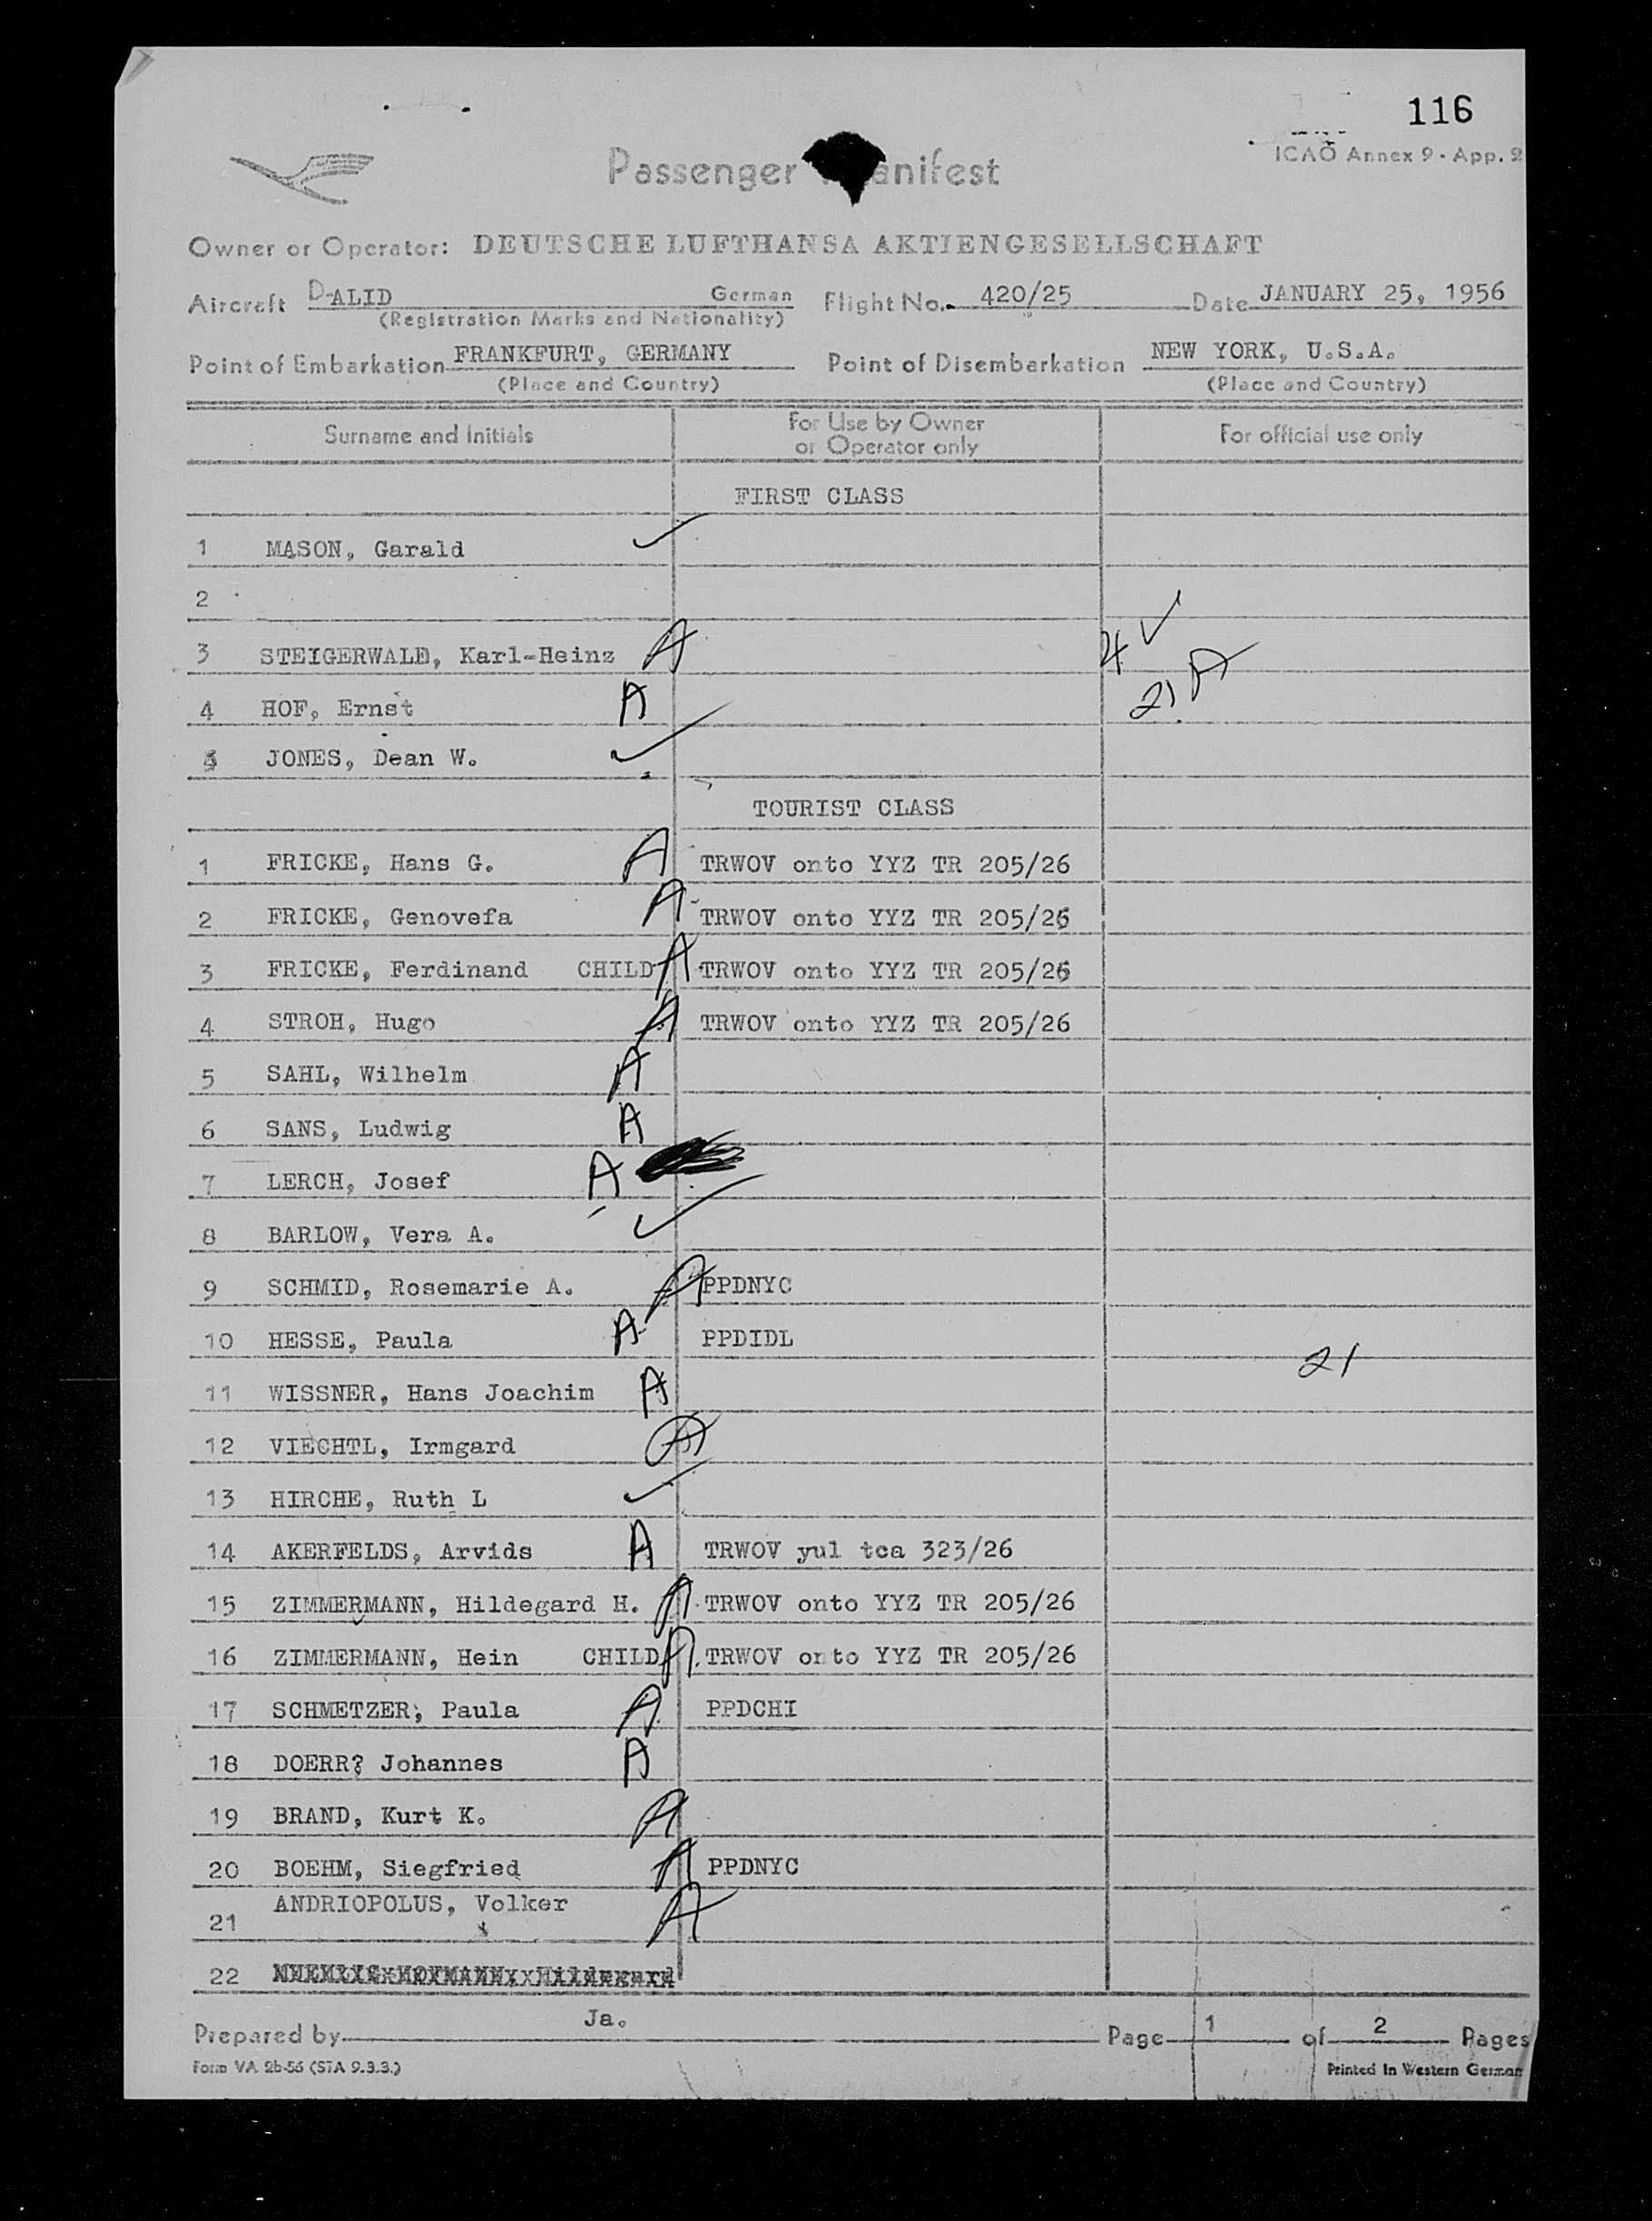 116
ICAO Annex 9 - App. 2
Passenger Manifest
Owner or Operator: DEUTSCHE LUFTHANSA AKTIENGESELLSCHAFT
Aircraft D-ALID German Flight No. 420/25 Date JANUARY 25, 1956
(Registration Marks and Nationality)
Point of Embarkation FRANKFURT, GERMANY Point of Disembarkation NEW YORK, U.S.A.
(Place and Country) (Place and Country)
Surname and Initials For Use by Owner or Operator only For official use only
FIRST CLASS
1 MASON, Garald ✓
2
3 STEIGERWALD, Karl-Heinz A 4 ✓
4 HOF, Ernst A 21 A
5 JONES, Dean W. ✓
TOURIST CLASS
1 FRICKE, Hans G. A TRWOV onto YYZ TR 205/26
2 FRICKE, Genovefa A TRWOV onto YYZ TR 205/26
3 FRICKE, Ferdinand CHILD A TRWOV onto YYZ TR 205/26
4 STROH, Hugo A TRWOV onto YYZ TR 205/26
5 SAHL, Wilhelm A
6 SANS, Ludwig A
7 LERCH, Josef A
8 BARLOW, Vera A. ✓
9 SCHMID, Rosemarie A. A PPDNYC
10 HESSE, Paula A PPDIDL
21
11 WISSNER, Hans Joachim A
12 VIECHTL, Irmgard A
13 HIRCHE, Ruth L ✓
14 AKERFELDS, Arvids A TRWOV yul tca 323/26
15 ZIMMERMANN, Hildegard H. A TRWOV onto YYZ TR 205/26
16 ZIMMERMANN, Hein CHILD A TRWOV onto YYZ TR 205/26
17 SCHMETZER, Paula A PPDCHI
18 DOERR? Johannes A
19 BRAND, Kurt K. A
20 BOEHM, Siegfried A PPDNYC
21 ANDRIOPOLUS, Volker A
22
Prepared by Ja. Page 1 of 2 Pages
Form VA 2b-56 (STA 9.3.3.) Printed in Western German